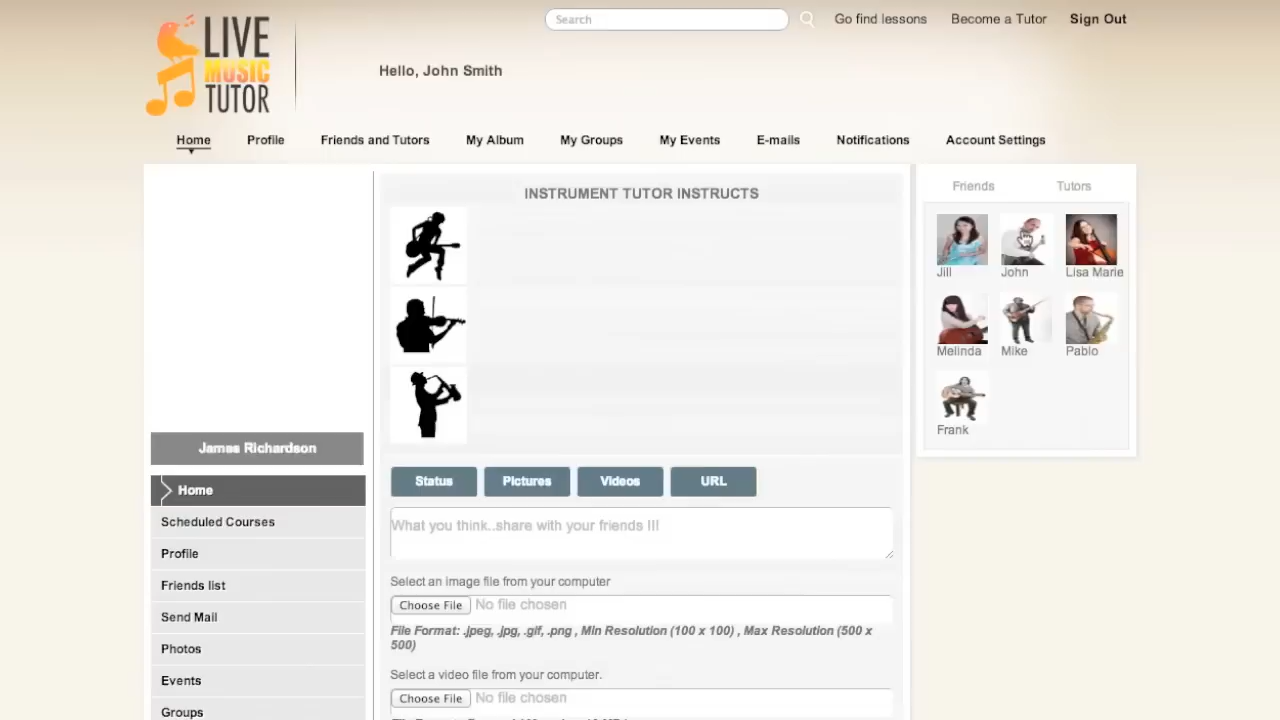 LIVE
MUSIC
TUTOR
Search
Go find lessons
Become a Tutor
Sign Out
Hello, John Smith
Home
Profile
Friends and Tutors
My Album
My Groups
My Events
E-mails
Notifications
Account Settings
INSTRUMENT TUTOR INSTRUCTS
Friends
Tutors
Jill
John
Lisa Marie
Melinda
Mike
Pablo
Frank
James Richardson
Home
Scheduled Courses
Profile
Friends list
Send Mail
Photos
Events
Groups
Status
Pictures
Videos
URL
What you think..share with your friends !!!
Select an image file from your computer
Choose File No file chosen
File Format: .jpeg, .jpg, .gif, .png , Min Resolution (100 x 100) , Max Resolution (500 x
500)
Select a video file from your computer.
Choose File No file chosen